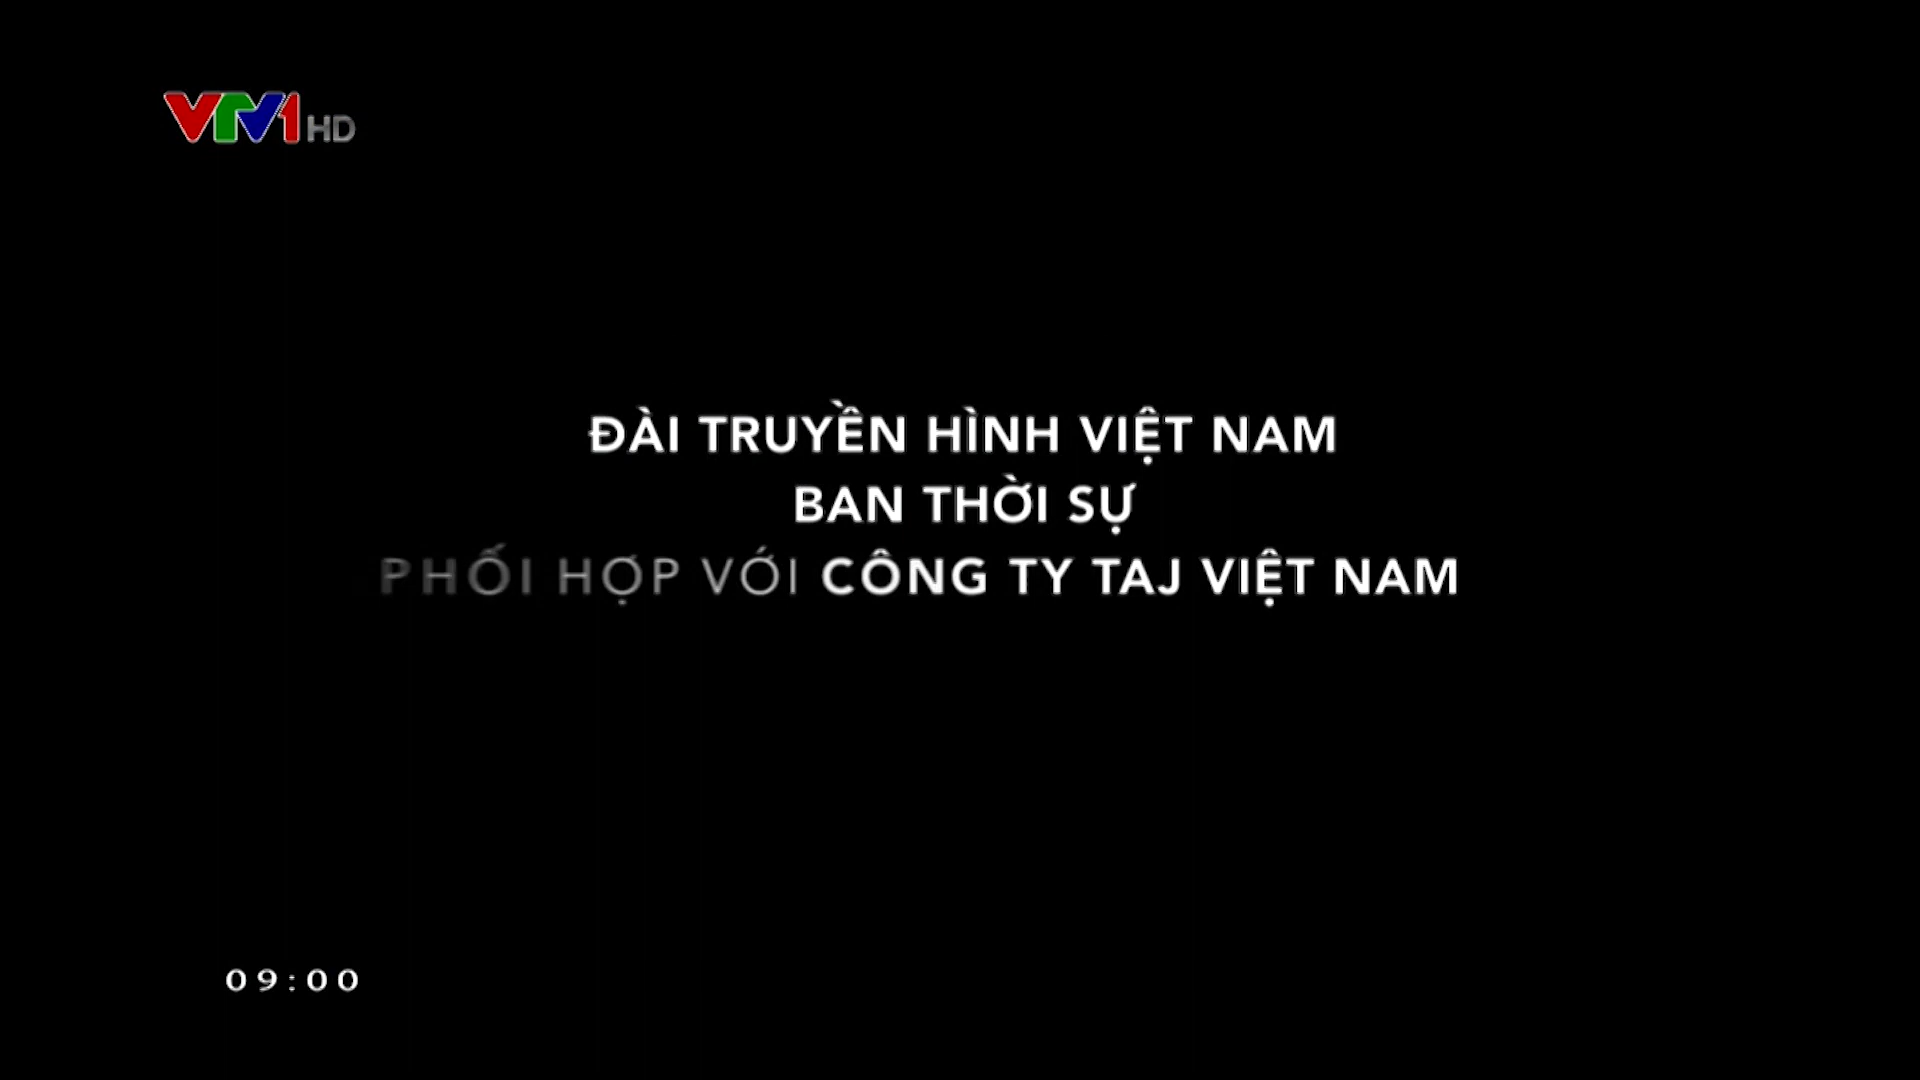 VTV1 HD
ĐÀI TRUYỀN HÌNH VIỆT NAM
BAN THỜI SỰ
PHỐI HỢP VỚI CÔNG TY TAJ VIỆT NAM
09:00